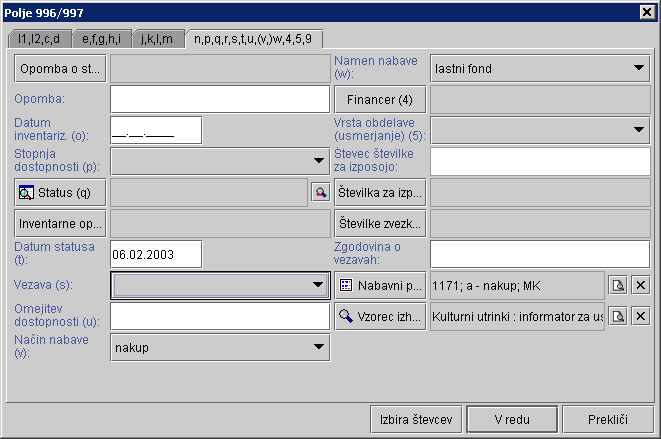 Polje 996/997
l1,l2,c,d
e,f,g,h,i
j,k,l,m
n,p,q,r,s,t,u,(v,)w,4,5,9
Opomba o st...
Opomba:
Datum
inventariz. (o):
__.__.____
Stopnja
dostopnosti (p):
Status (q)
Inventarne op...
Datum statusa
(t):
06.02.2003
Vezava (s):
Omejitev
dostopnosti (u):
Način nabave
(v):
nakup
Namen nabave
(w):
lastni fond
Financer (4)
Vrsta obdelave
(usmerjanje) (5):
Števec številke
za izposojo:
Številka za izp...
Številke zvezk...
Zgodovina o
vezavah:
Nabavni p...
1171; a - nakup; MK
Vzorec izh...
Kulturni utrinki : informator za us
Izbira števcev
V redu
Prekliči